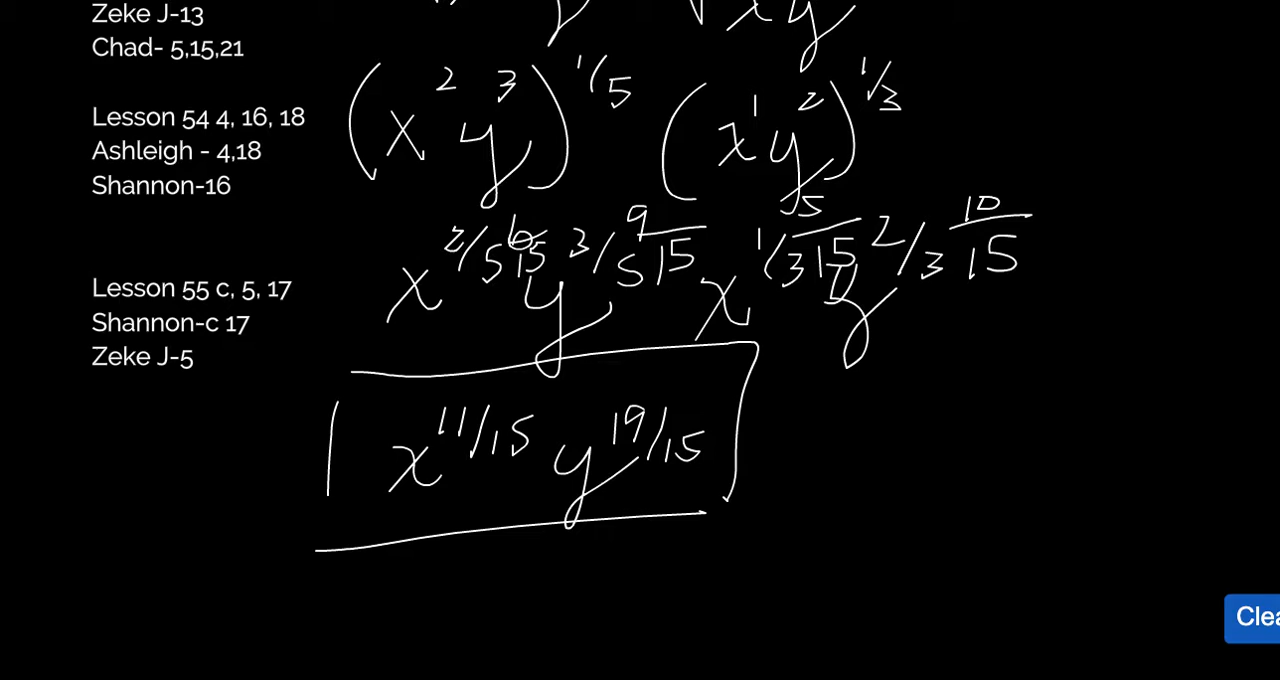 Zeke J-13
Chad- 5,15,21
Lesson 54 4, 16, 18
Ashleigh - 4,18
Shannon-16
Lesson 55 c, 5, 17
Shannon-c 17
Zeke J-5
xy
(x^2 y^3)^1/5 (x^1 y^2)^1/3
x^2/5 6/15 y^3/5 9/15 x^1/3 5/15 y^2/3 10/15
x^11/15 y^19/15
Clea